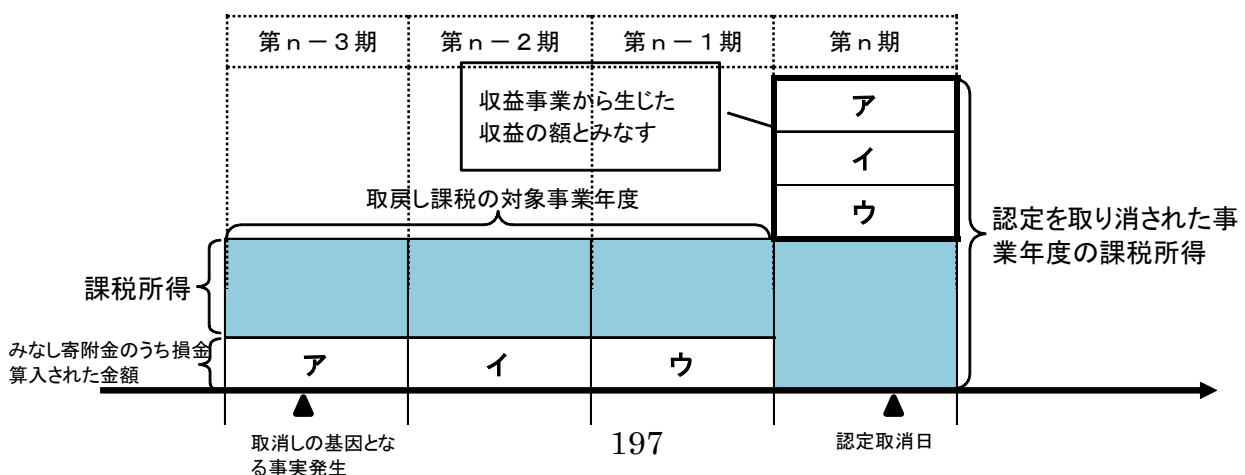 第n－3期 第n－2期 第n－1期 第n期
収益事業から生じた
収益の額とみなす
ア
イ
ウ
取戻し課税の対象事業年度
認定を取り消された事
業年度の課税所得
課税所得
みなし寄附金のうち損金
算入された金額
ア イ ウ
取消しの基因とな
る事実発生
197
認定取消日